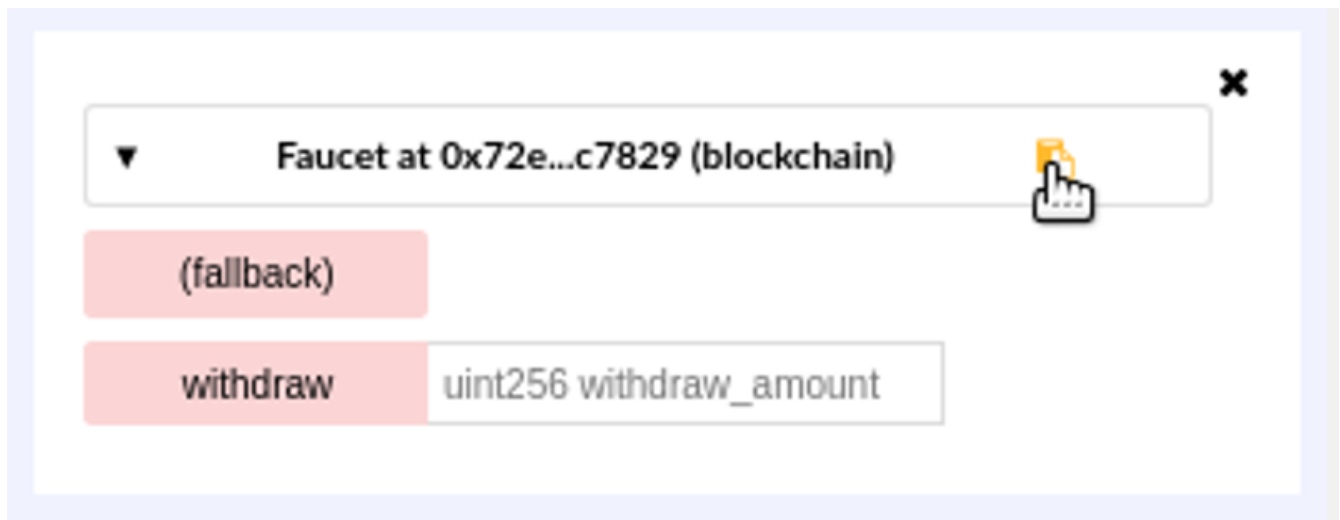 Faucet at 0x72e...c7829 (blockchain)
(fallback)
withdraw uint256 withdraw_amount